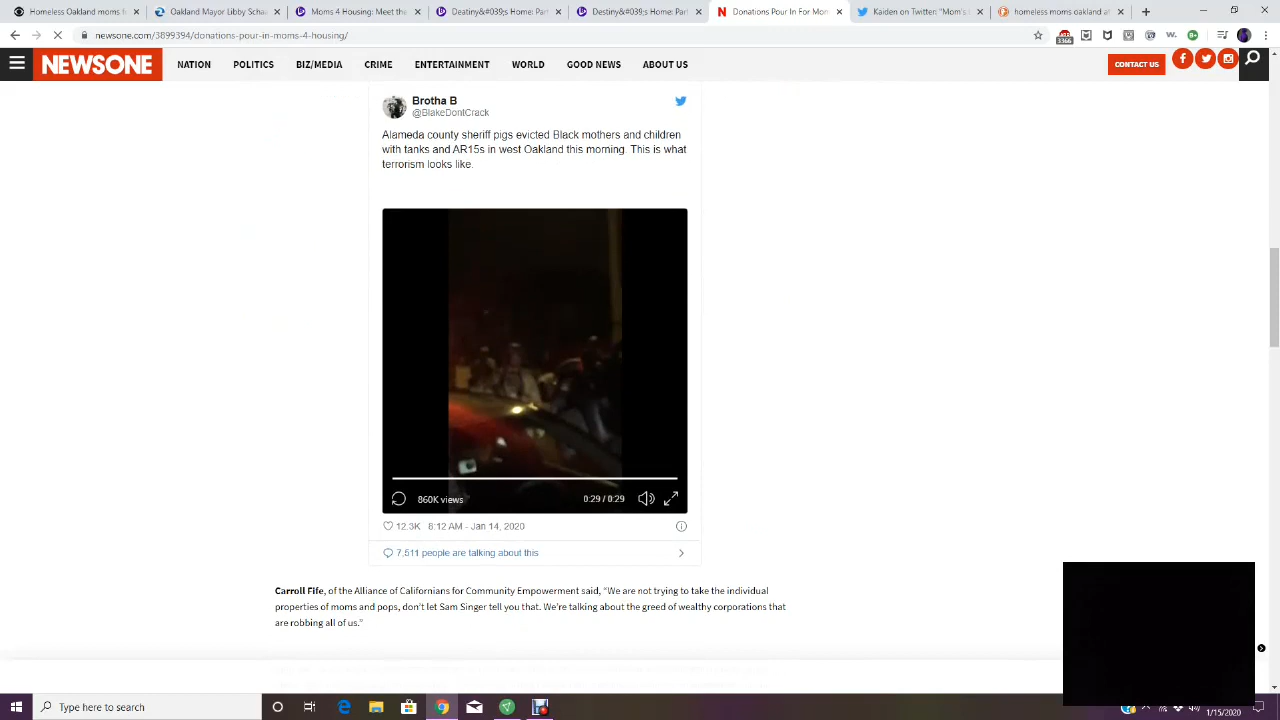 Homeless Oakland moms f
Oakland Mayor Libby Schaa
Moms 4 Housing: Meet the
Destiny&#039;s Home Part
Destiny&#039;s Home Part
Donations Pour In For Mom
Kaiden on Twitter: "Mom's
homeless moms oakland at
newsone.com/3899394/donations-pour-in-moms-4-housing/
3366
NEWSONE
NATION
POLITICS
BIZ/MEDIA
CRIME
ENTERTAINMENT
WORLD
GOOD NEWS
ABOUT US
CONTACT US
Brotha B
@BlakeDontCrack
Alameda county sheriff pigs evicted Black mothers and children
with tanks and AR15s in west Oakland this morning. This is what
terrorism looks like.
860K views
0:29 / 0:29
12.3K 8:12 AM - Jan 14, 2020
7,511 people are talking about this
Carroll Fife, of the Alliance of Californians for Community Empowerment said, “We are not trying to take the individual
properties of moms and pops, don’t let Sam Singer tell you that. We’re talking about the greed of wealthy corporations that
are robbing all of us.”
Type here to search
1/15/2020